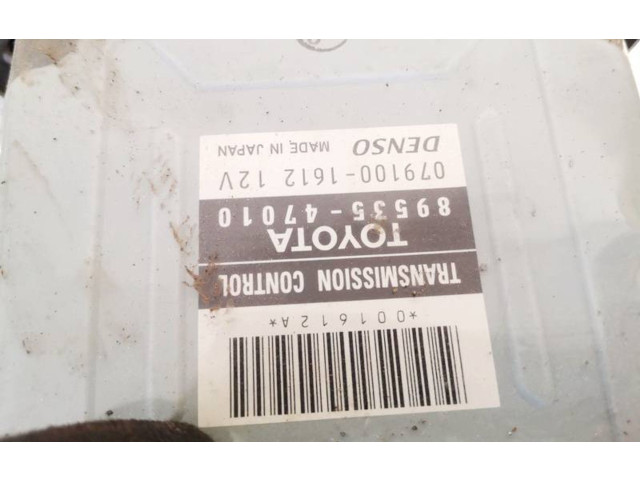 *001612A*
TRANSMISSION CONTROL
TOYOTA
89535-47010
079100-1612 12V
DENSO MADE IN JAPAN